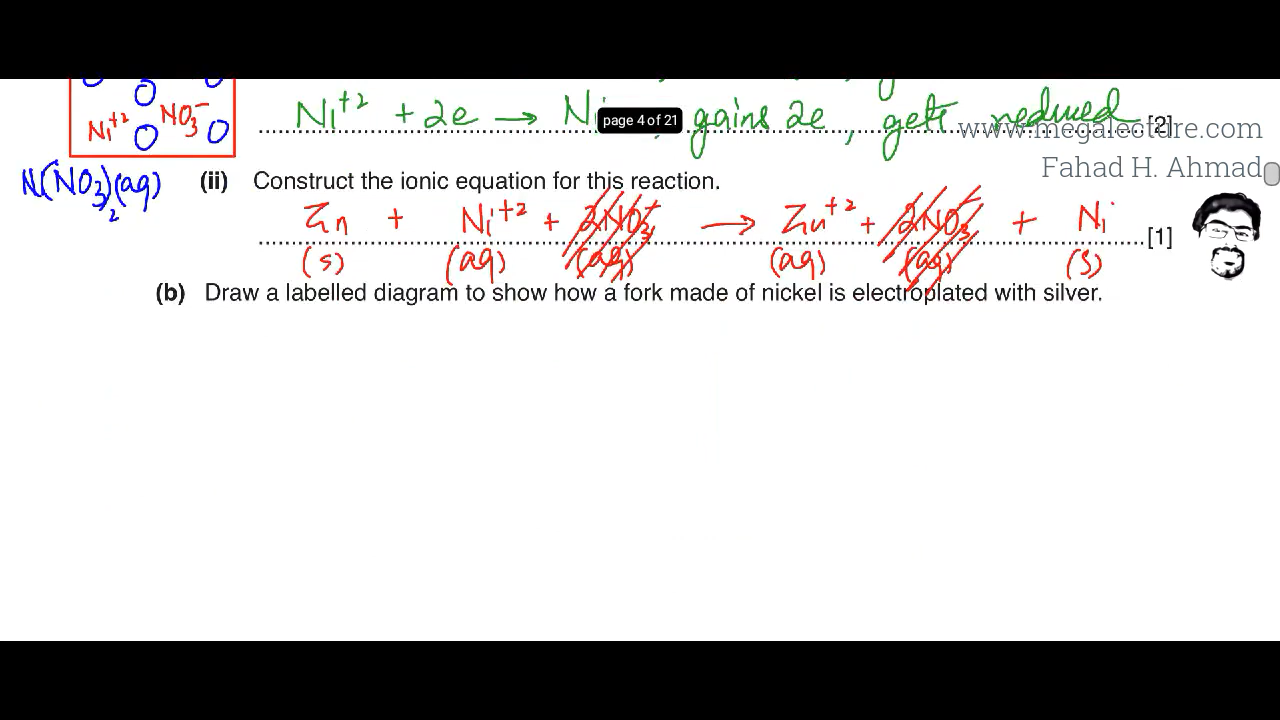 Ni⁺² + 2e → Ni, gains 2e, gets reduced [2]
page 4 of 21
www.megalecture.com
Fahad H. Ahmad
Ni⁺² NO₃⁻
N(NO₃)₂(aq)
(ii) Construct the ionic equation for this reaction.
Zn + Ni⁺² + 2NO₃⁻ → Zn⁺² + 2NO₃⁻ + Ni
(s) (aq) (aq) (aq) (aq) (s)
[1]
(b) Draw a labelled diagram to show how a fork made of nickel is electroplated with silver.